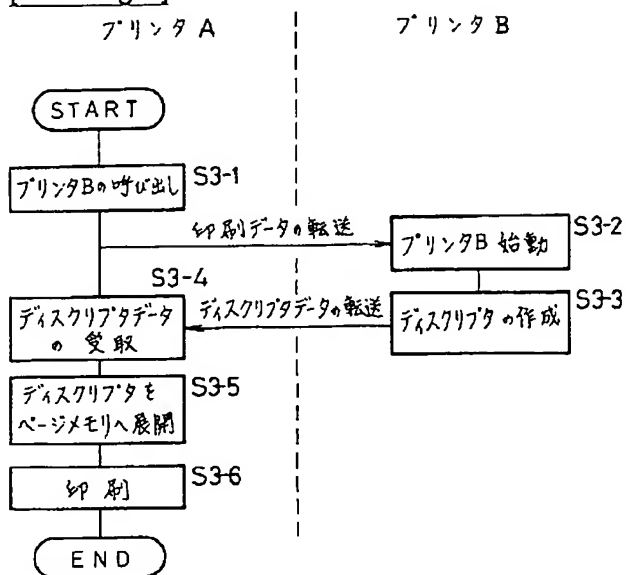 プリンタA
プリンタB
START
プリンタBの呼び出し
S3-1
印刷データの転送
プリンタB 始動
S3-2
S3-4
ディスクリプタデータ
の 受取
ディスクリプタデータの転送
ディスクリプタの作成
S3-3
ディスクリプタを
ページメモリへ展開
S3-5
印 刷
S3-6
END